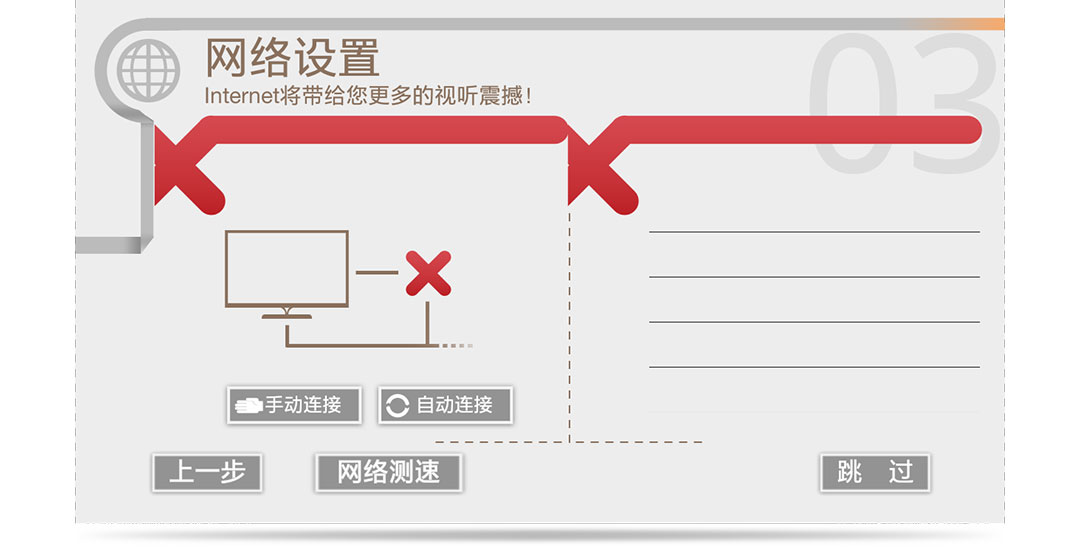 网络设置
Internet将带给您更多的视听震撼！
03
手动连接
自动连接
上一步
网络测速
跳 过